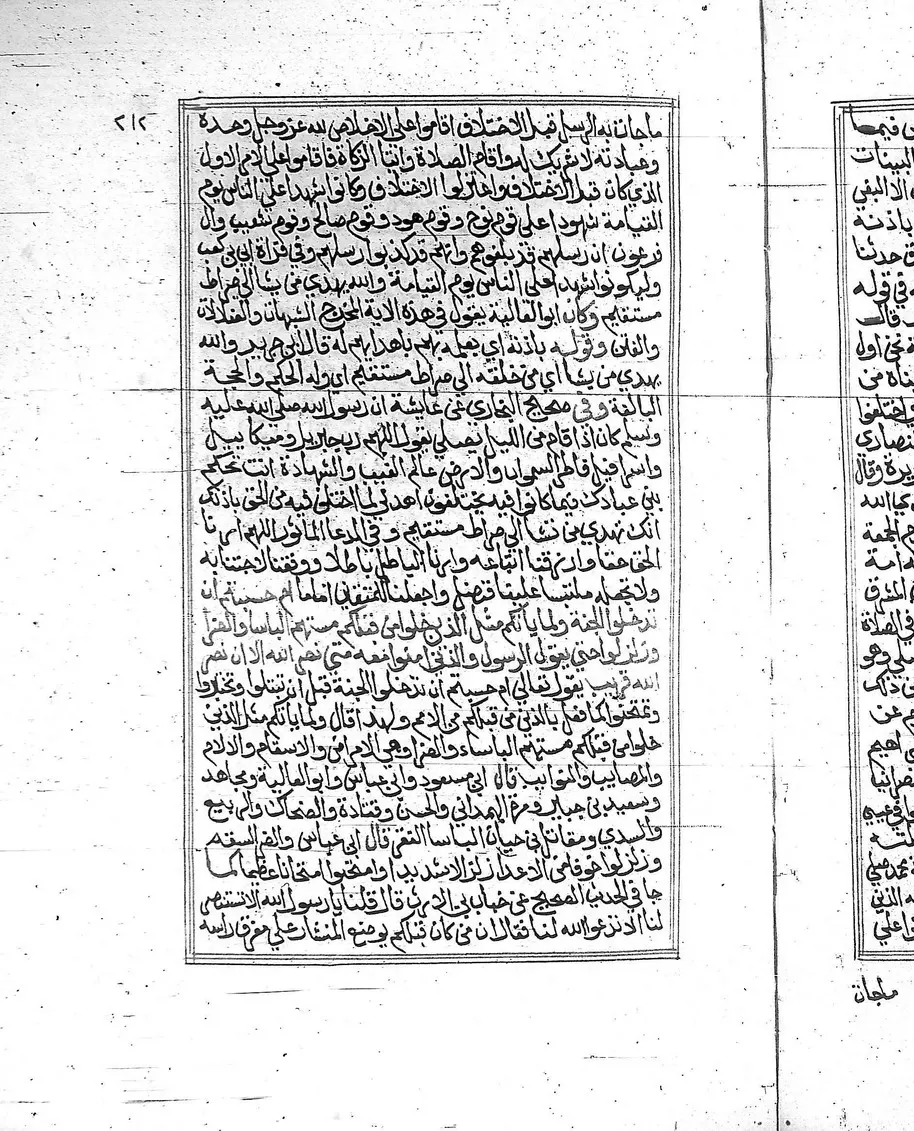 ٢١٢
ما جات به الرسل قبل الاختلاف اقاموا على الاخلاص لله عز وجل وحده
وعبادته لا شريك له واقام الصلاة وايتا الزكاة فاقاموا على الامر الاول
الذي كان قبل الاختلاف واعتزلوا الاختلاف وكانوا شهدا على الناس يوم
القيامة شهودا على قوم نوح وقوم هود وقوم صالح وقوم شعيب وال
فرعون ان رسلهم قد بلغوهم وانهم قد كذبوا رسلهم وفي قراة ابي بن كعب
وليكونوا شهدا على الناس يوم القيامة والله يهدي من يشا الى صراط
مستقيم وكان ابو العالية يقول في هذه الاية المخرج من الشبهات والضلالات
والفتن وقوله باذنه اي بعلمه بهم بما هداهم له قال ابن جرير والله
يهدي من يشا اي من خلقه الى صراط مستقيم اي وله الحكم والحجة
البالغة وفي صحيح البخاري عن عايشة ان رسول الله صلى الله عليه
وسلم كان اذا قام من الليل يصلي يقول اللهم رب جبريل وميكاييل
واسرافيل فاطر السموات والارض عالم الغيب والشهادة انت تحكم
بين عبادك فيما كانوا فيه يختلفون اهدني لما اختلف فيه من الحق باذنك
انك تهدي من تشا الى صراط مستقيم وفي الدعا الماثور اللهم ارنا
الحق حقا وارزقنا اتباعه وارنا الباطل باطلا ووفقنا لاجتنابه
ولا تجعله ملتبسا علينا فنضل واجعلنا للمتقين اماما ام حسبتم ان
تدخلوا الجنة ولما ياتكم مثل الذين خلوا من قبلكم مستهم الباسا والضرا
وزلزلوا حتى يقول الرسول والذين امنوا معه متى نصر الله الا ان نصر
الله قريب يقول تعالى ام حسبتم ان تدخلوا الجنة قبل ان تبتلوا وتختبروا
وتمتحنوا كما فعل بالذين من قبلكم من الامم ولهذا قال ولما ياتكم مثل الذين
خلوا من قبلكم مستهم الباساء والضرا وهي الامراض والاسقام والالام
والمصايب والنوايب قال ابن مسعود وابن عباس وابو العالية ومجاهد
وسعيد بن جبير ومرة الهمداني والحسن وقتادة والضحاك والربيع
والسدي ومقاتل بن حيان الباسا الفقر قال ابن عباس والضرا السقم
وزلزلوا خوفا من الاعدا زلزالا شديدا وامتحنوا امتحانا عظيما كما
جا في الحديث الصحيح عن خباب بن الارت قال قلنا يا رسول الله الا تستنصر
لنا الا تدعو الله لنا فقال ان من كان قبلكم يوضع المنشار على مفرق راسه
ما جات